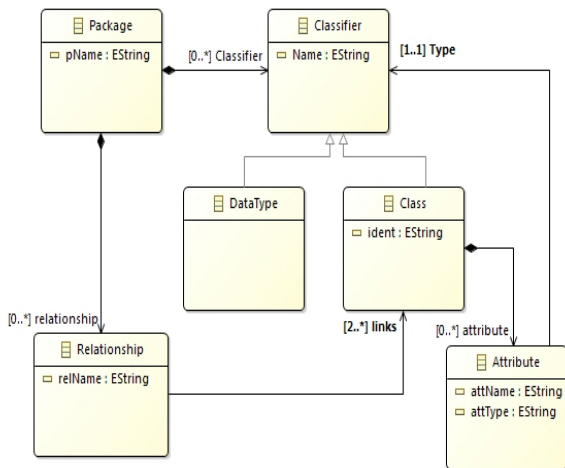 Package
pName : EString
[0..*] Classifier
Classifier
Name : EString
[1..1] Type
DataType
Class
ident : EString
[0..*] relationship
[2..*] links
[0..*] attribute
Relationship
relName : EString
Attribute
attName : EString
attType : EString